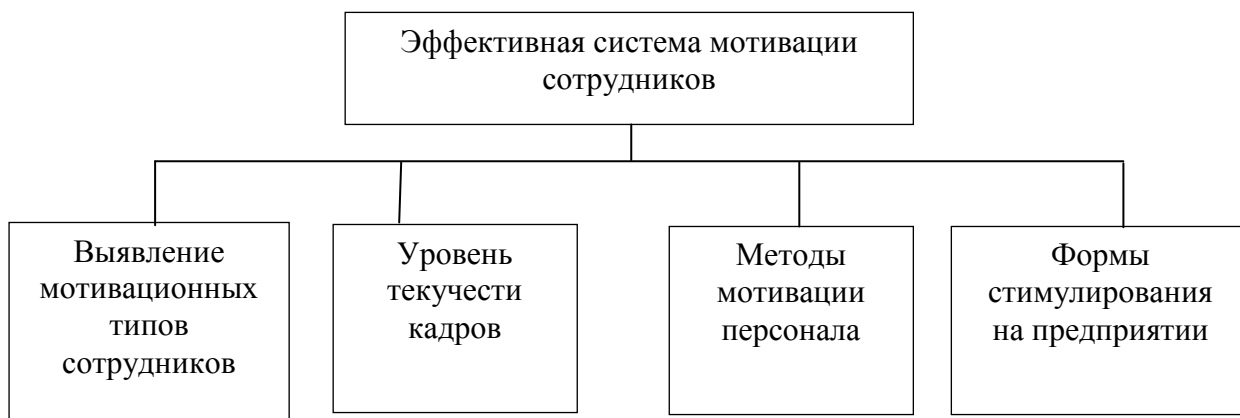 Эффективная система мотивации
сотрудников
Выявление
мотивационных
типов
сотрудников
Уровень
текучести
кадров
Методы
мотивации
персонала
Формы
стимулирования
на предприятии